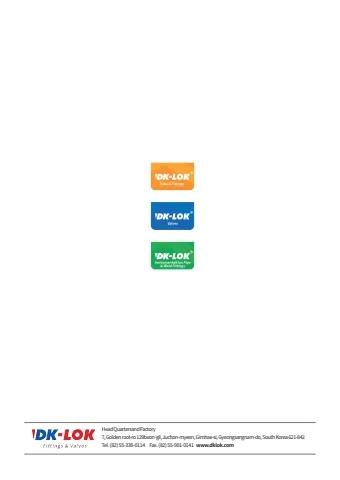 DK-LOK®
Tube Fittings
DK-LOK®
Valves
DK-LOK®
Instrumentation Pipe
& Weld Fittings
DK-LOK
Fittings & Valves
Head Quarters and Factory
7, Golden root-ro 129beon-gil, Juchon-myeon, Gimhae-si, Gyeongsangnam-do, South Korea 621-842
Tel. (82) 55-338-0114 Fax. (82) 55-901-0141 www.dklok.com